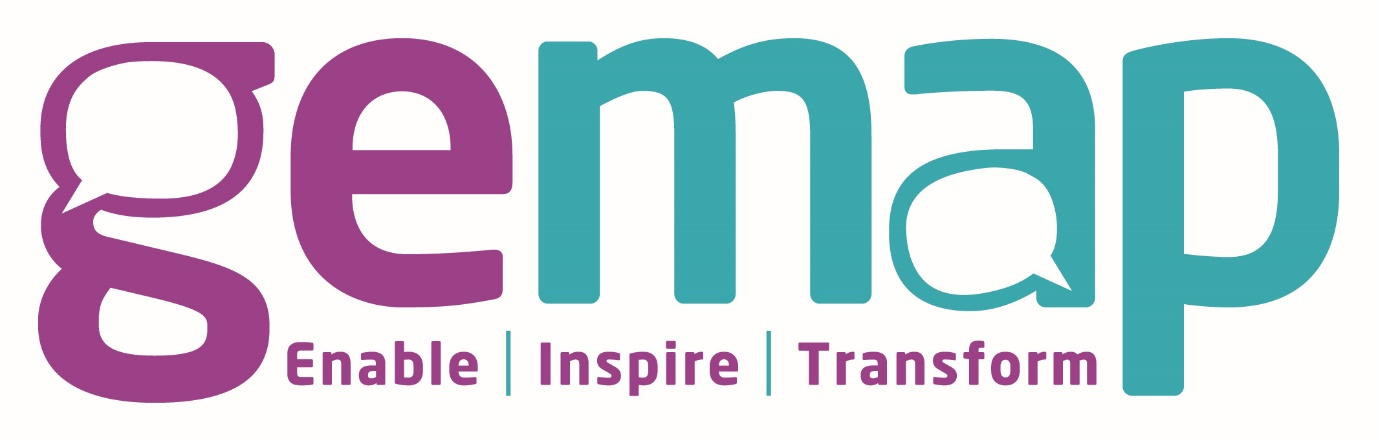 gemap
Enable | Inspire | Transform